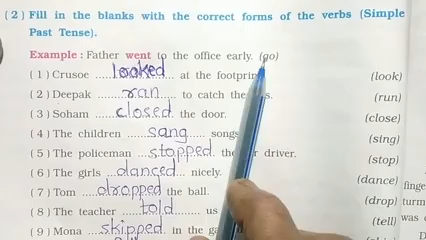 (2) Fill in the blanks with the correct forms of the verbs (Simple
Past Tense).
Example : Father went to the office early. (go)
(1) Crusoe looked at the (look)
(2) Deepak ran to catch the (run)
(3) Soham closed the door. (close)
(4) The children sang (sing)
(5) The policeman stopped driver. (stop)
(6) The girls danced nicely. (dance)
(7) Tom dropped the ball. (drop)
(8) The teacher told us (tell)
(9) Mona skipped in the
was